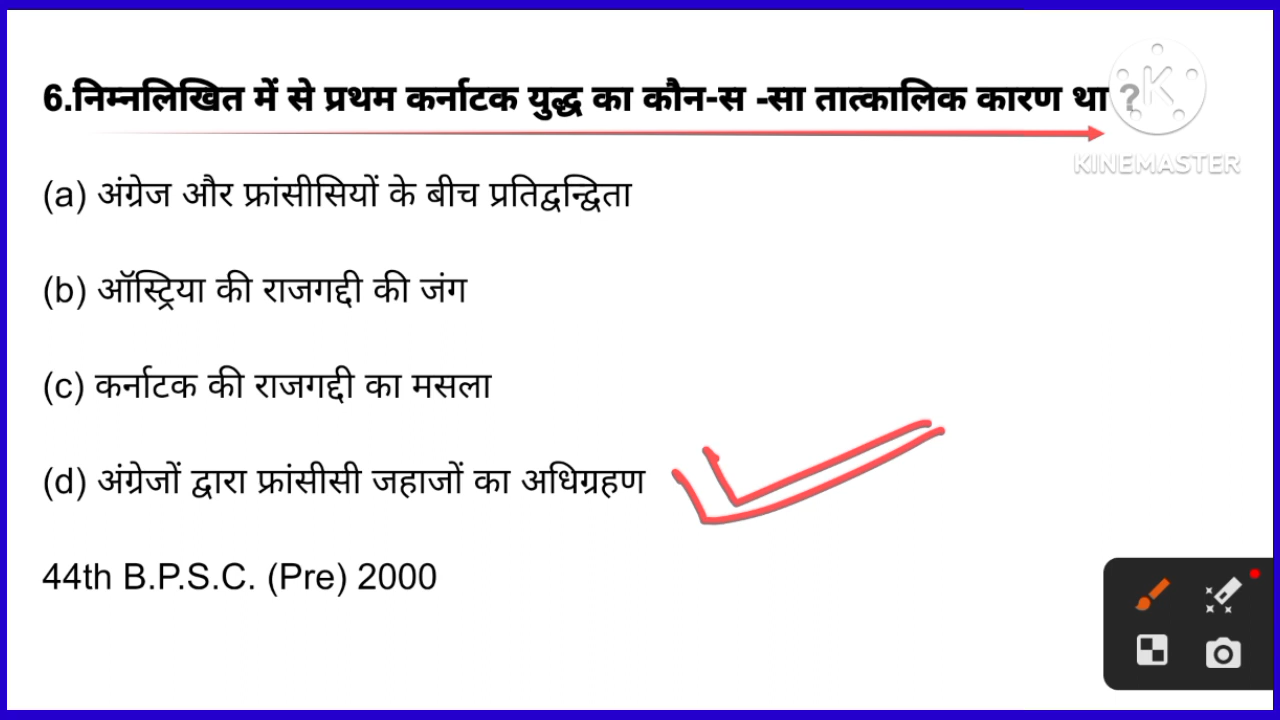 6.निम्नलिखित में से प्रथम कर्नाटक युद्ध का कौन-स -सा तात्कालिक कारण था ?
KINEMASTER
(a) अंग्रेज और फ्रांसीसियों के बीच प्रतिद्वन्द्विता
(b) ऑस्ट्रिया की राजगद्दी की जंग
(c) कर्नाटक की राजगद्दी का मसला
(d) अंग्रेजों द्वारा फ्रांसीसी जहाजों का अधिग्रहण
44th B.P.S.C. (Pre) 2000